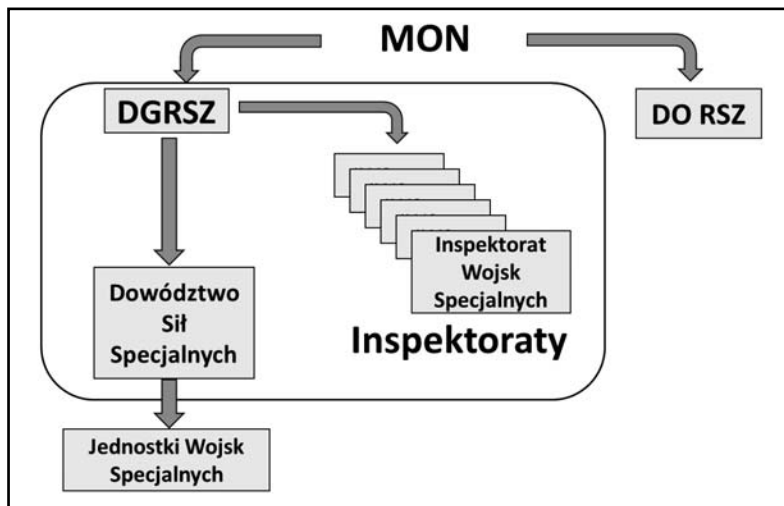 MON
DGRSZ
DO RSZ
Inspektorat
Wojsk
Specjalnych
Dowództwo
Sił
Specjalnych
Inspektoraty
Jednostki Wojsk
Specjalnych